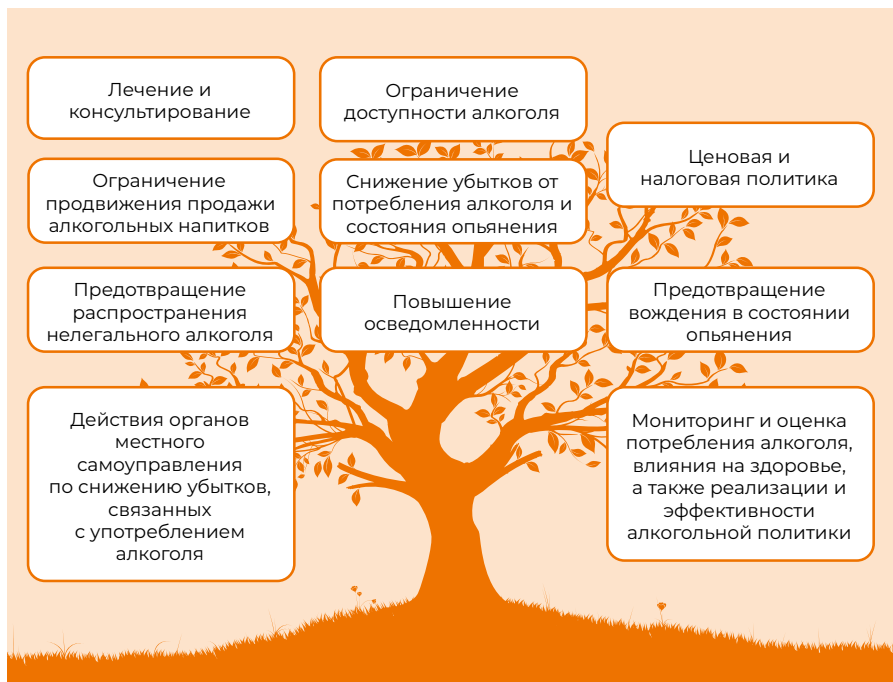 Лечение и
консультирование
Ограничение
доступности алкоголя
Ценовая и
налоговая политика
Ограничение
продвижения продажи
алкогольных напитков
Снижение убытков от
потребления алкоголя и
состояния опьянения
Предотвращение
распространения
нелегального алкоголя
Повышение
осведомленности
Предотвращение
вождения в состоянии
опьянения
Действия органов
местного
самоуправления
по снижению убытков,
связанных
с употреблением
алкоголя
Мониторинг и оценка
потребления алкоголя,
влияния на здоровье,
а также реализации и
эффективности
алкогольной политики